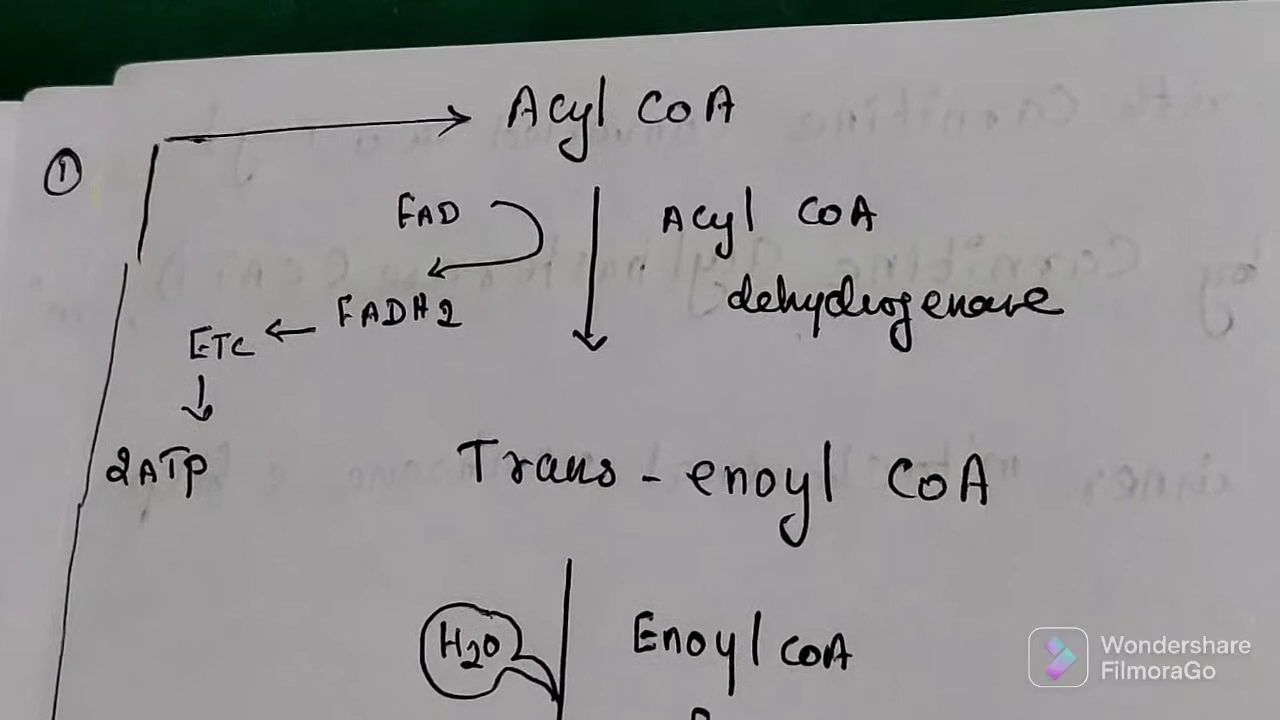 ①
Acyl CoA
FAD
Acyl CoA
dehydrogenase
FADH2
ETC
2ATP
Trans - enoyl CoA
H2O
Enoyl CoA
Wondershare
FilmoraGo